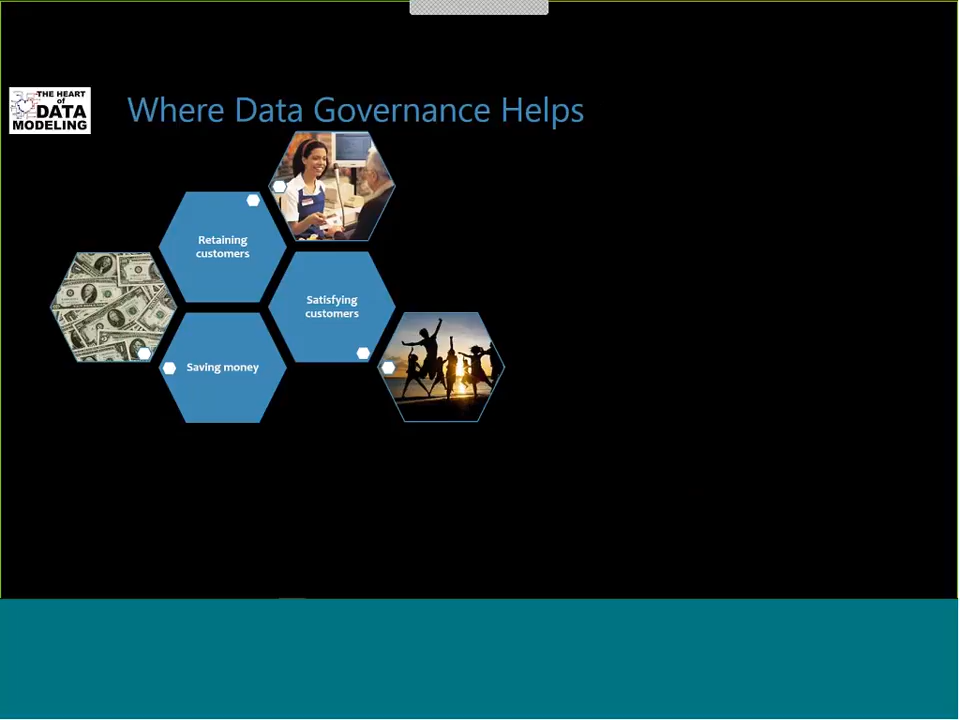 THE HEART
of
DATA
MODELING
Where Data Governance Helps
Retaining
customers
Satisfying
customers
Saving money